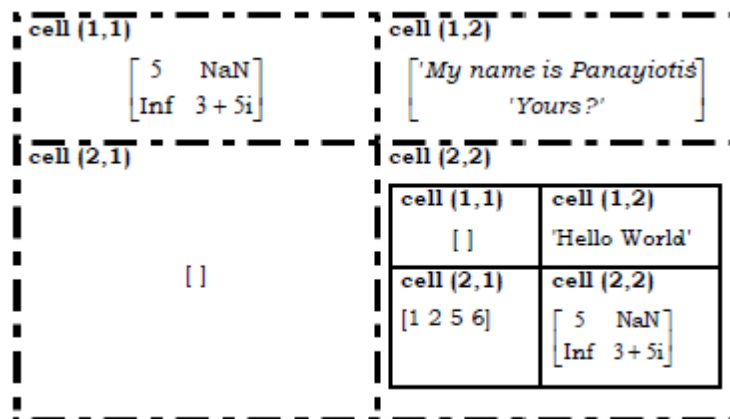 cell (1,1)
5 NaN
Inf 3 + 5i
cell (1,2)
'My name is Panayiotis'
'Yours?'
cell (2,1)
[ ]
cell (2,2)
cell (1,1)
[ ]
cell (1,2)
'Hello World'
cell (2,1)
[1 2 5 6]
cell (2,2)
5 NaN
Inf 3 + 5i